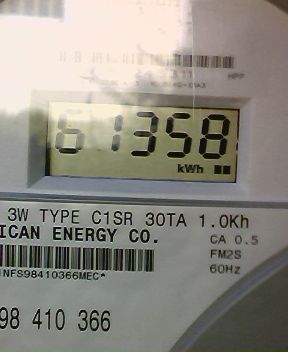 61358
kWh
3W TYPE C1SR 30TA 1.0Kh
ICAN ENERGY CO.
CA 0.5
FM2S
60Hz
NFS98410366MEC*
98 410 366